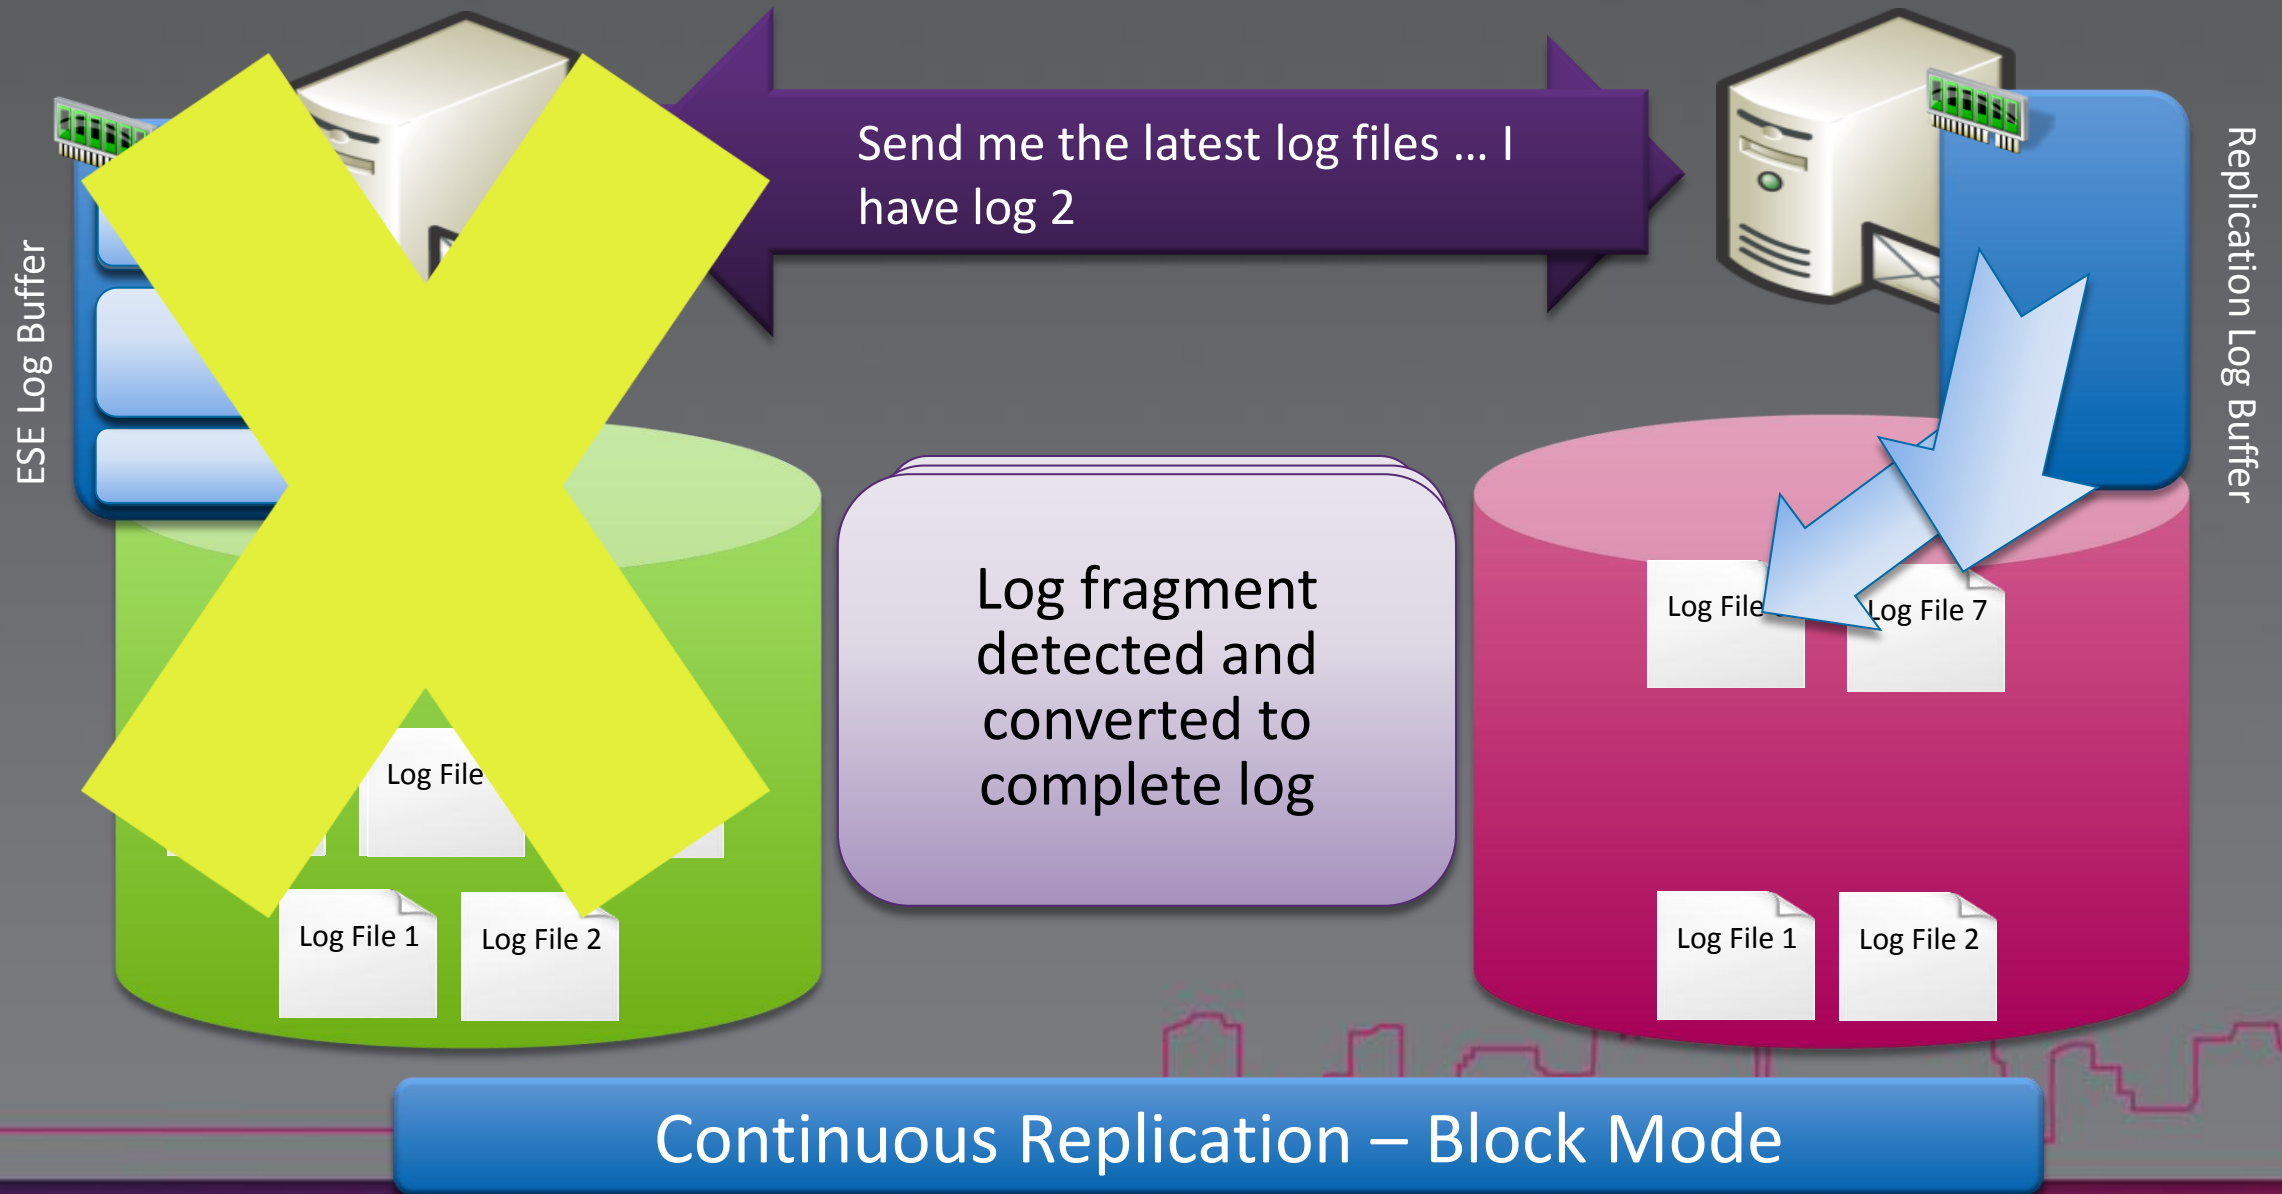 Send me the latest log files ... I
have log 2
ESE Log Buffer
Replication Log Buffer
Log fragment
detected and
converted to
complete log
Log File
Log File 7
Log File
Log File 1
Log File 2
Log File 1
Log File 2
Continuous Replication – Block Mode